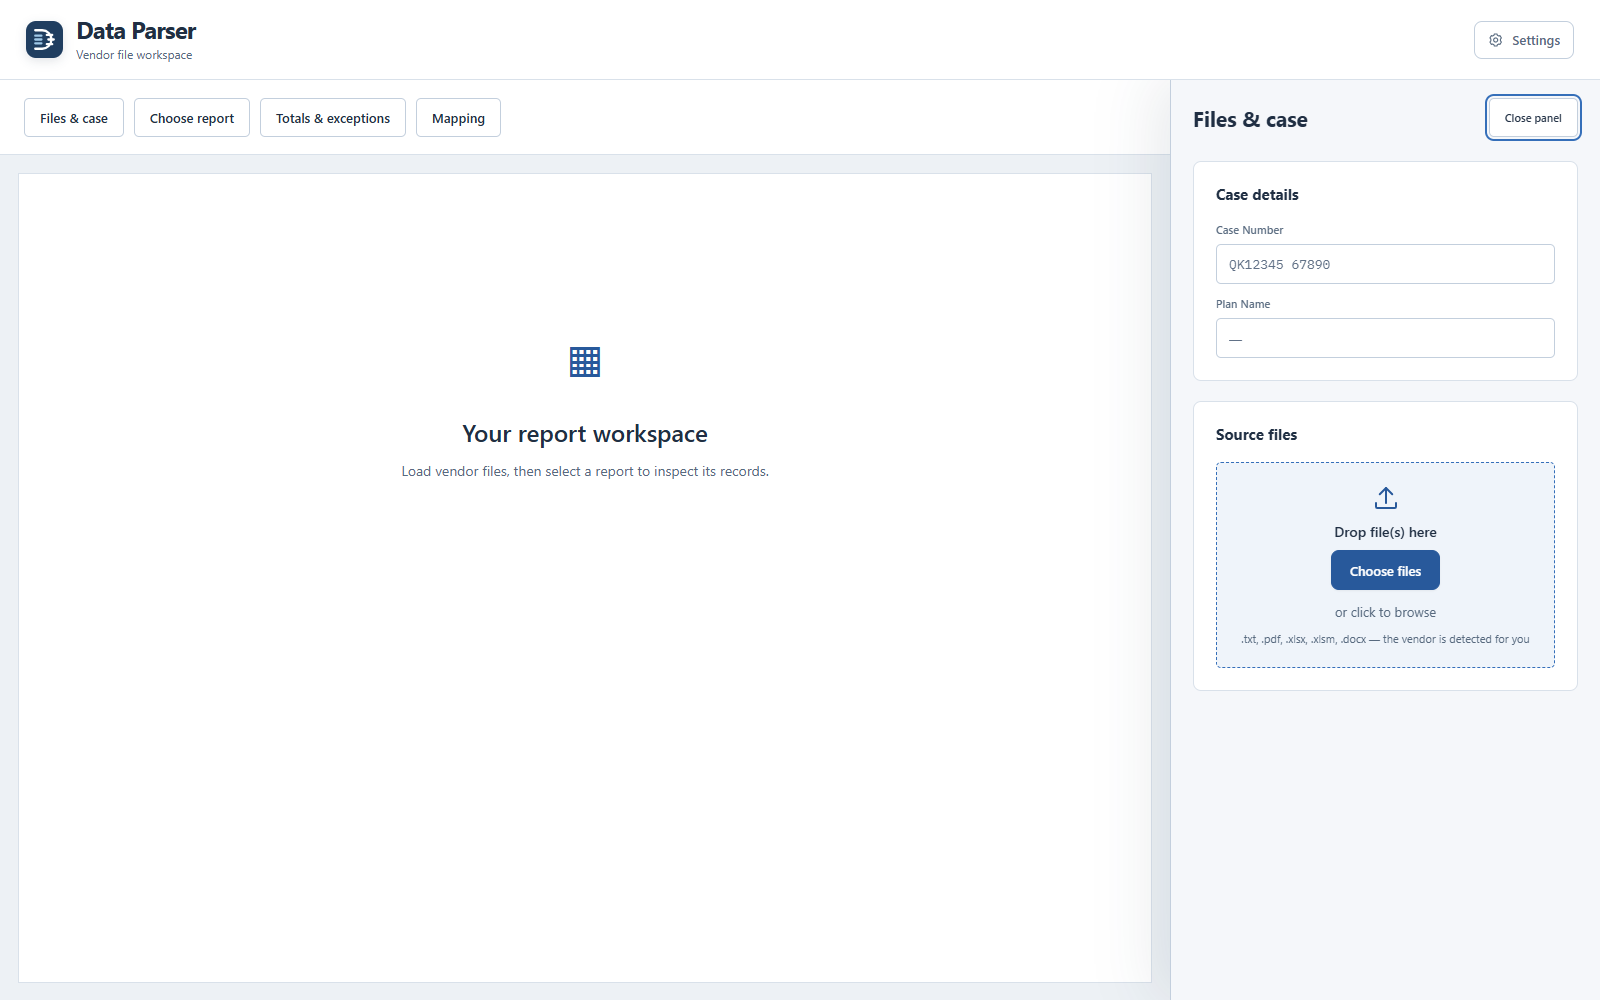 Data Parser
Vendor file workspace
Settings
Files & case
Choose report
Totals & exceptions
Mapping
Your report workspace
Load vendor files, then select a report to inspect its records.
Files & case
Close panel
Case details
Case Number
QK12345 67890
Plan Name
—
Source files
Drop file(s) here
Choose files
or click to browse
.txt, .pdf, .xlsx, .xlsm, .docx — the vendor is detected for you